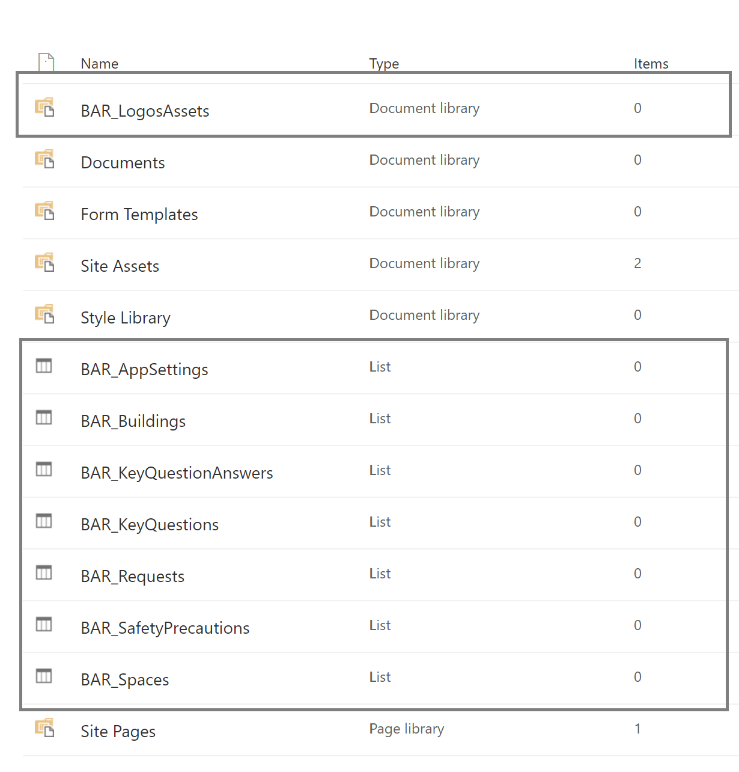 Name Type Items
BAR_LogosAssets Document library 0
Documents Document library 0
Form Templates Document library 0
Site Assets Document library 2
Style Library Document library 0
BAR_AppSettings List 0
BAR_Buildings List 0
BAR_KeyQuestionAnswers List 0
BAR_KeyQuestions List 0
BAR_Requests List 0
BAR_SafetyPrecautions List 0
BAR_Spaces List 0
Site Pages Page library 1